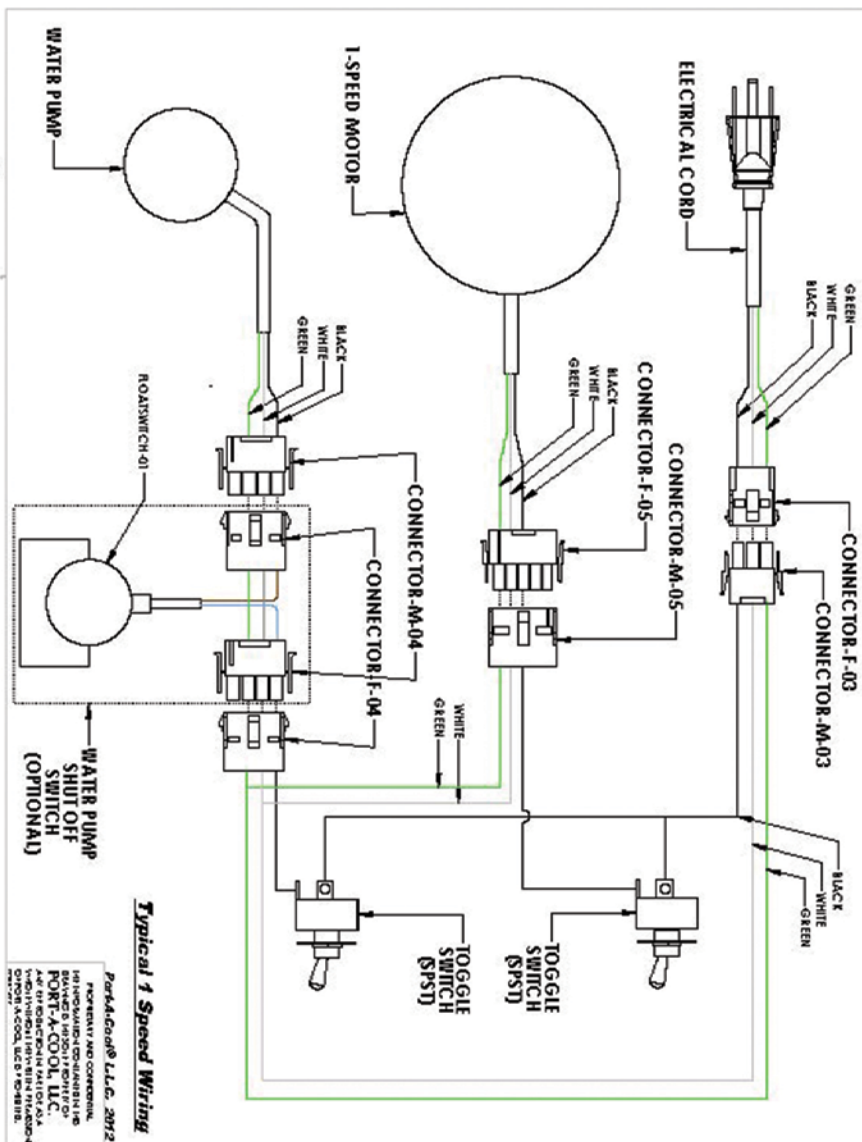 WATER PUMP
1-SPEED MOTOR
ELECTRICAL CORD
GREEN
WHITE
BLACK
BLACK
WHITE
GREEN
BLACK
WHITE
GREEN
CONNECTOR-F-03
CONNECTOR-M-03
CONNECTOR-F-05
CONNECTOR-M-05
CONNECTOR-M-04
CONNECTOR-F-04
FLOATSWITCH-01
WATER PUMP
SHUT OFF
SWITCH
(OPTIONAL)
WHITE
GREEN
BLACK
WHITE
GREEN
TOGGLE
SWITCH
(SPST)
TOGGLE
SWITCH
(SPST)
Typical 1 Speed Wiring
Port-A-Cool® L.L.C. 2012
PROPRIETARY AND CONFIDENTIAL
PORT-A-COOL, LLC.